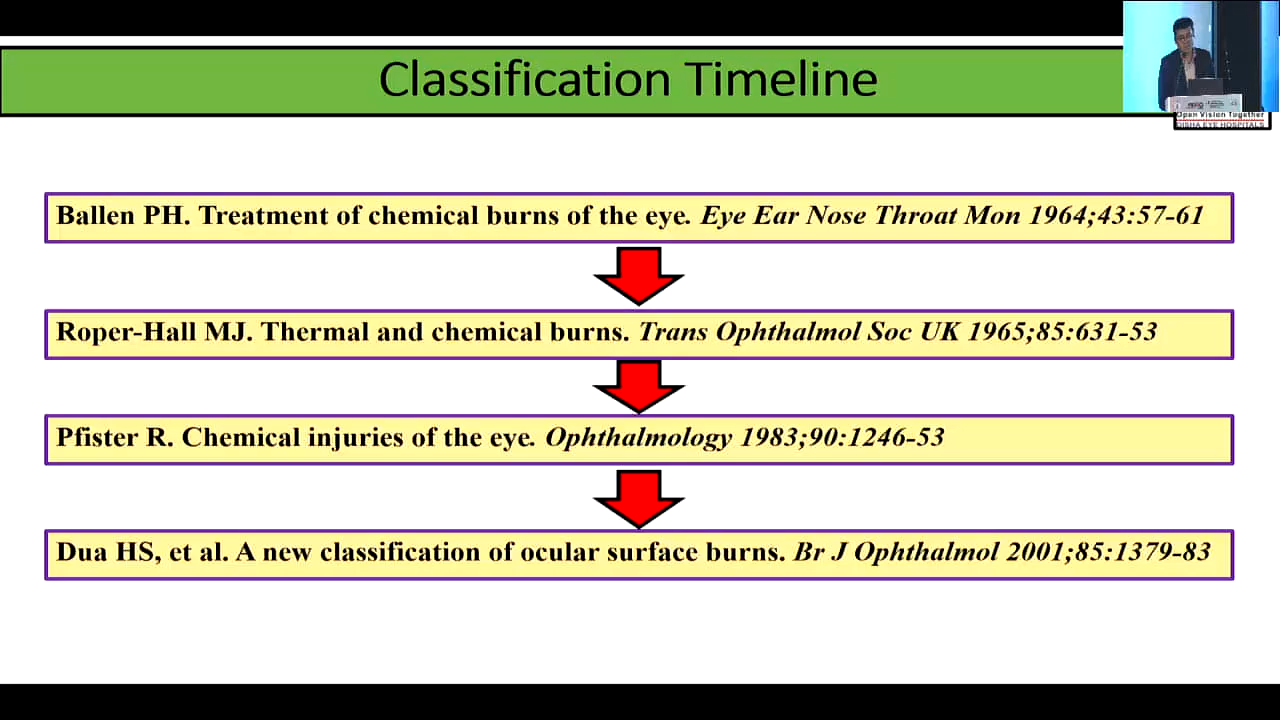 Classification Timeline
Open Vision Together
DISHA EYE HOSPITALS
Ballen PH. Treatment of chemical burns of the eye. Eye Ear Nose Throat Mon 1964;43:57-61
Roper-Hall MJ. Thermal and chemical burns. Trans Ophthalmol Soc UK 1965;85:631-53
Pfister R. Chemical injuries of the eye. Ophthalmology 1983;90:1246-53
Dua HS, et al. A new classification of ocular surface burns. Br J Ophthalmol 2001;85:1379-83